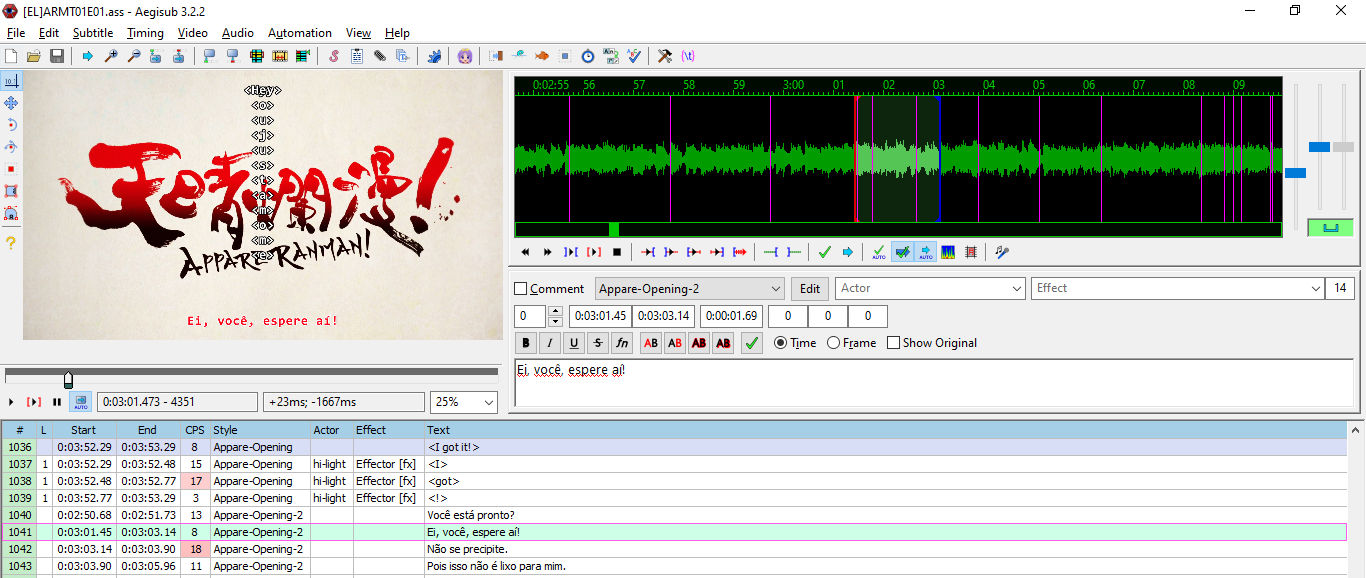 [EL]ARMT01E01.ass - Aegisub 3.2.2
File Edit Subtitle Timing Video Audio Automation View Help
<Hey>
<o>
<u>
<j>
<u>
<s>
<t>
<a>
<m>
<o>
<m>
<e>
天晴爛漫!
APPARE RANMAN!
Ei, você, espere aí!
0:02:55 56 57 58 59 3:00 01 02 03 04 05 06 07 08 09
Comment Appare-Opening-2 Edit Actor Effect 14
0 0:03:01.45 0:03:03.14 0:00:01.69 0 0 0
B I U S fn AB AB AB AB Time Frame Show Original
Ei, você, espere aí!
AUTO 0:03:01.473 - 4351 +23ms; -1667ms 25%
# L Start End CPS Style Actor Effect Text
1036 0:03:52.29 0:03:53.29 8 Appare-Opening <I got it!>
1037 1 0:03:52.29 0:03:52.48 15 Appare-Opening hi-light Effector [fx] <I>
1038 1 0:03:52.48 0:03:52.77 17 Appare-Opening hi-light Effector [fx] <got>
1039 1 0:03:52.77 0:03:53.29 3 Appare-Opening hi-light Effector [fx] <!>
1040 0:02:50.68 0:02:51.73 13 Appare-Opening-2 Você está pronto?
1041 0:03:01.45 0:03:03.14 8 Appare-Opening-2 Ei, você, espere aí!
1042 0:03:03.14 0:03:03.90 18 Appare-Opening-2 Não se precipite.
1043 0:03:03.90 0:03:05.96 11 Appare-Opening-2 Pois isso não é lixo para mim.